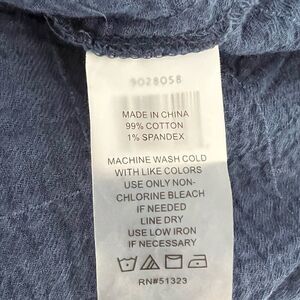 9028058
MADE IN CHINA
99% COTTON
1% SPANDEX
MACHINE WASH COLD
WITH LIKE COLORS
USE ONLY NON-
CHLORINE BLEACH
IF NEEDED
LINE DRY
USE LOW IRON
IF NECESSARY
RN#51323